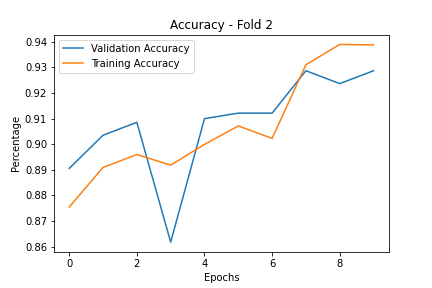 Accuracy - Fold 2
Validation Accuracy
Training Accuracy
Percentage
0.94
0.93
0.92
0.91
0.90
0.89
0.88
0.87
0.86
0 2 4 6 8
Epochs